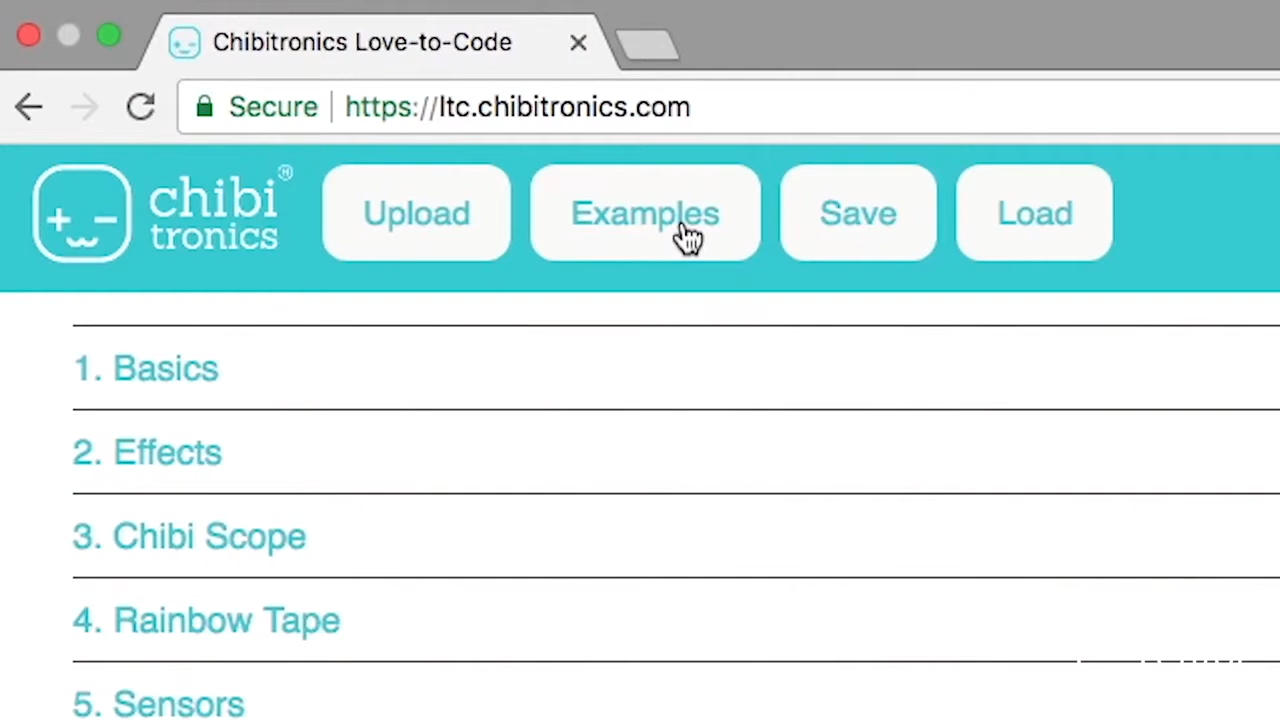 Chibitronics Love-to-Code
Secure https://ltc.chibitronics.com
chibi
tronics
Upload
Examples
Save
Load
1. Basics
2. Effects
3. Chibi Scope
4. Rainbow Tape
5. Sensors